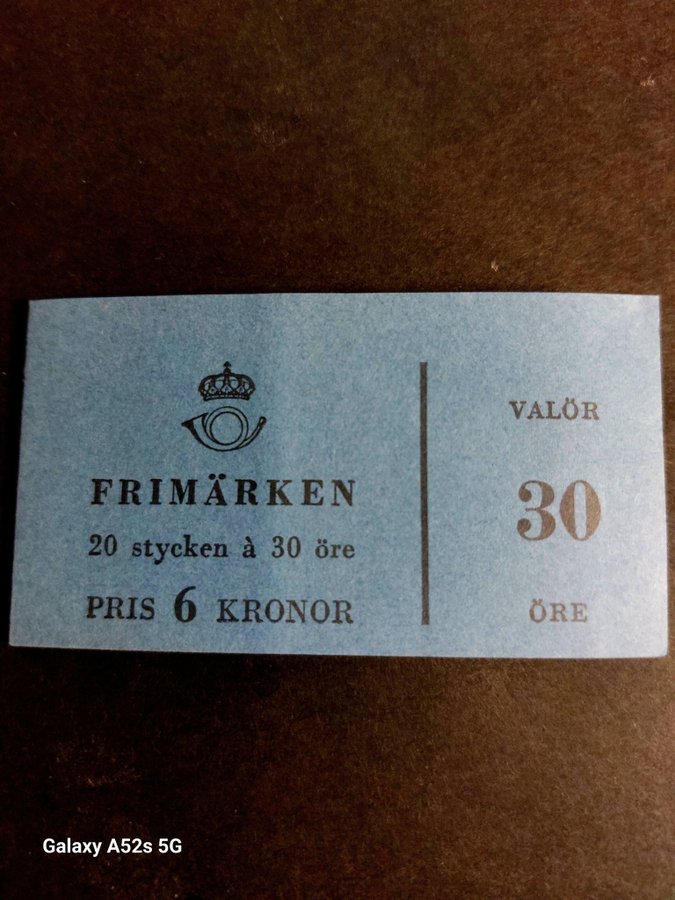 FRIMÄRKEN
20 stycken à 30 öre
PRIS 6 KRONOR
VALÖR
30
ÖRE
Galaxy A52s 5G